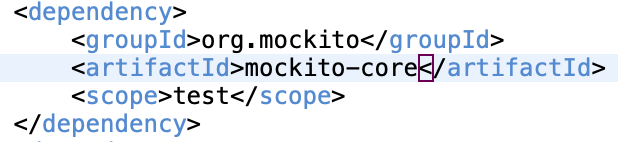 <dependency>
<groupId>org.mockito</groupId>
<artifactId>mockito-core</artifactId>
<scope>test</scope>
</dependency>